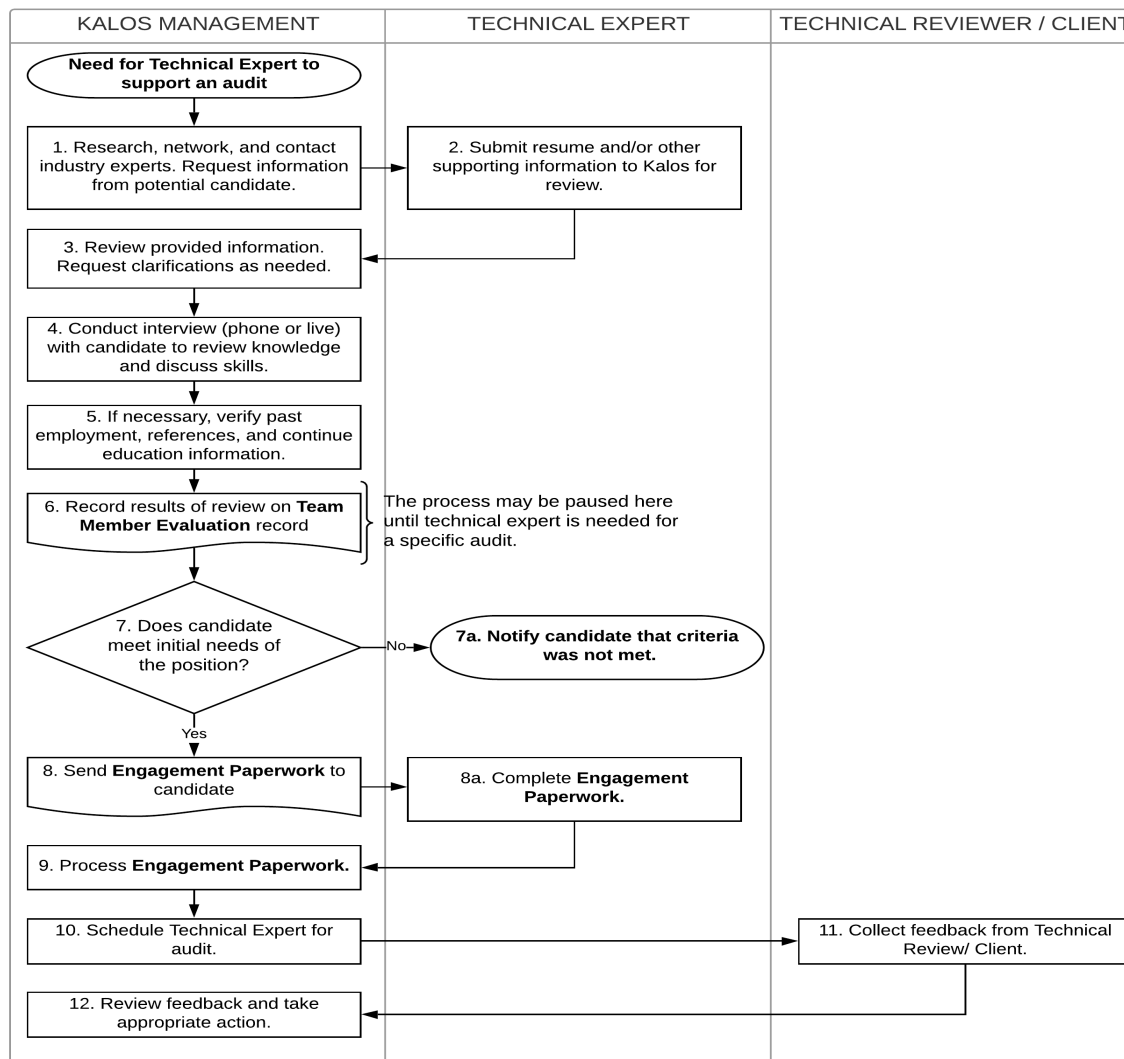 KALOS MANAGEMENT
TECHNICAL EXPERT
TECHNICAL REVIEWER / CLIENT
Need for Technical Expert to
support an audit
1. Research, network, and contact
industry experts. Request information
from potential candidate.
2. Submit resume and/or other
supporting information to Kalos for
review.
3. Review provided information.
Request clarifications as needed.
4. Conduct interview (phone or live)
with candidate to review knowledge
and discuss skills.
5. If necessary, verify past
employment, references, and continue
education information.
6. Record results of review on Team
Member Evaluation record
The process may be paused here
until technical expert is needed for
a specific audit.
7. Does candidate
meet initial needs of
the position?
No
7a. Notify candidate that criteria
was not met.
Yes
8. Send Engagement Paperwork to
candidate
8a. Complete Engagement
Paperwork.
9. Process Engagement Paperwork.
10. Schedule Technical Expert for
audit.
11. Collect feedback from Technical
Review/ Client.
12. Review feedback and take
appropriate action.